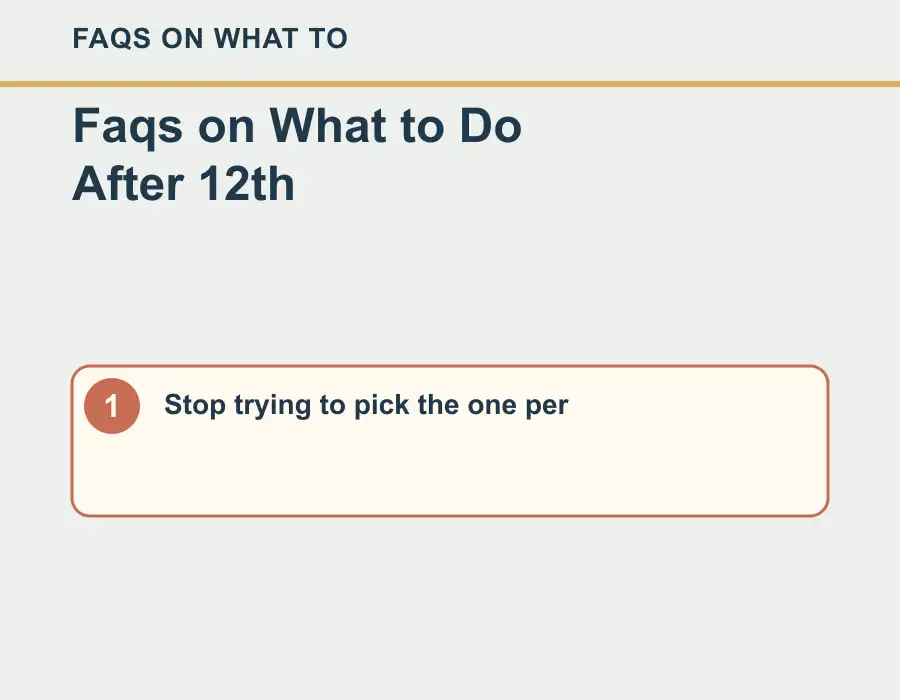 FAQS ON WHAT TO
Faqs on What to Do
After 12th
1 Stop trying to pick the one per